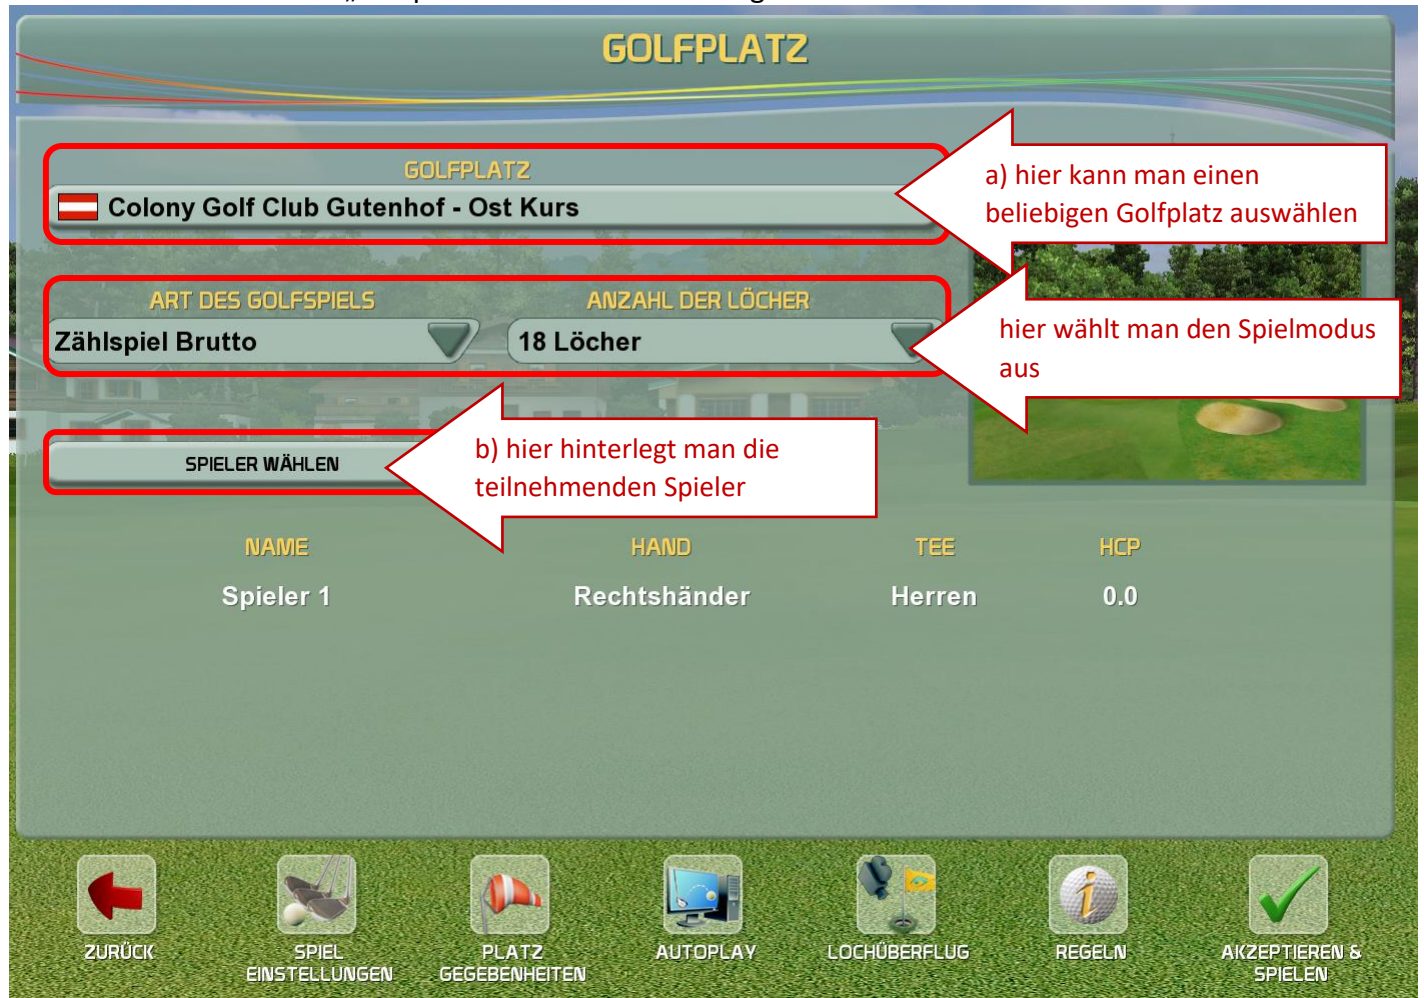 GOLFPLATZ
GOLFPLATZ
Colony Golf Club Gutenhof - Ost Kurs
a) hier kann man einen
beliebigen Golfplatz auswählen
ART DES GOLFSPIELS
ANZAHL DER LÖCHER
Zählspiel Brutto
18 Löcher
hier wählt man den Spielmodus
aus
SPIELER WÄHLEN
b) hier hinterlegt man die
teilnehmenden Spieler
NAME HAND TEE HCP
Spieler 1 Rechtshänder Herren 0.0
ZURÜCK
SPIEL
EINSTELLUNGEN
PLATZ
GEGEBENHEITEN
AUTOPLAY
LOCHÜBERFLUG
REGELN
AKZEPTIEREN &
SPIELEN